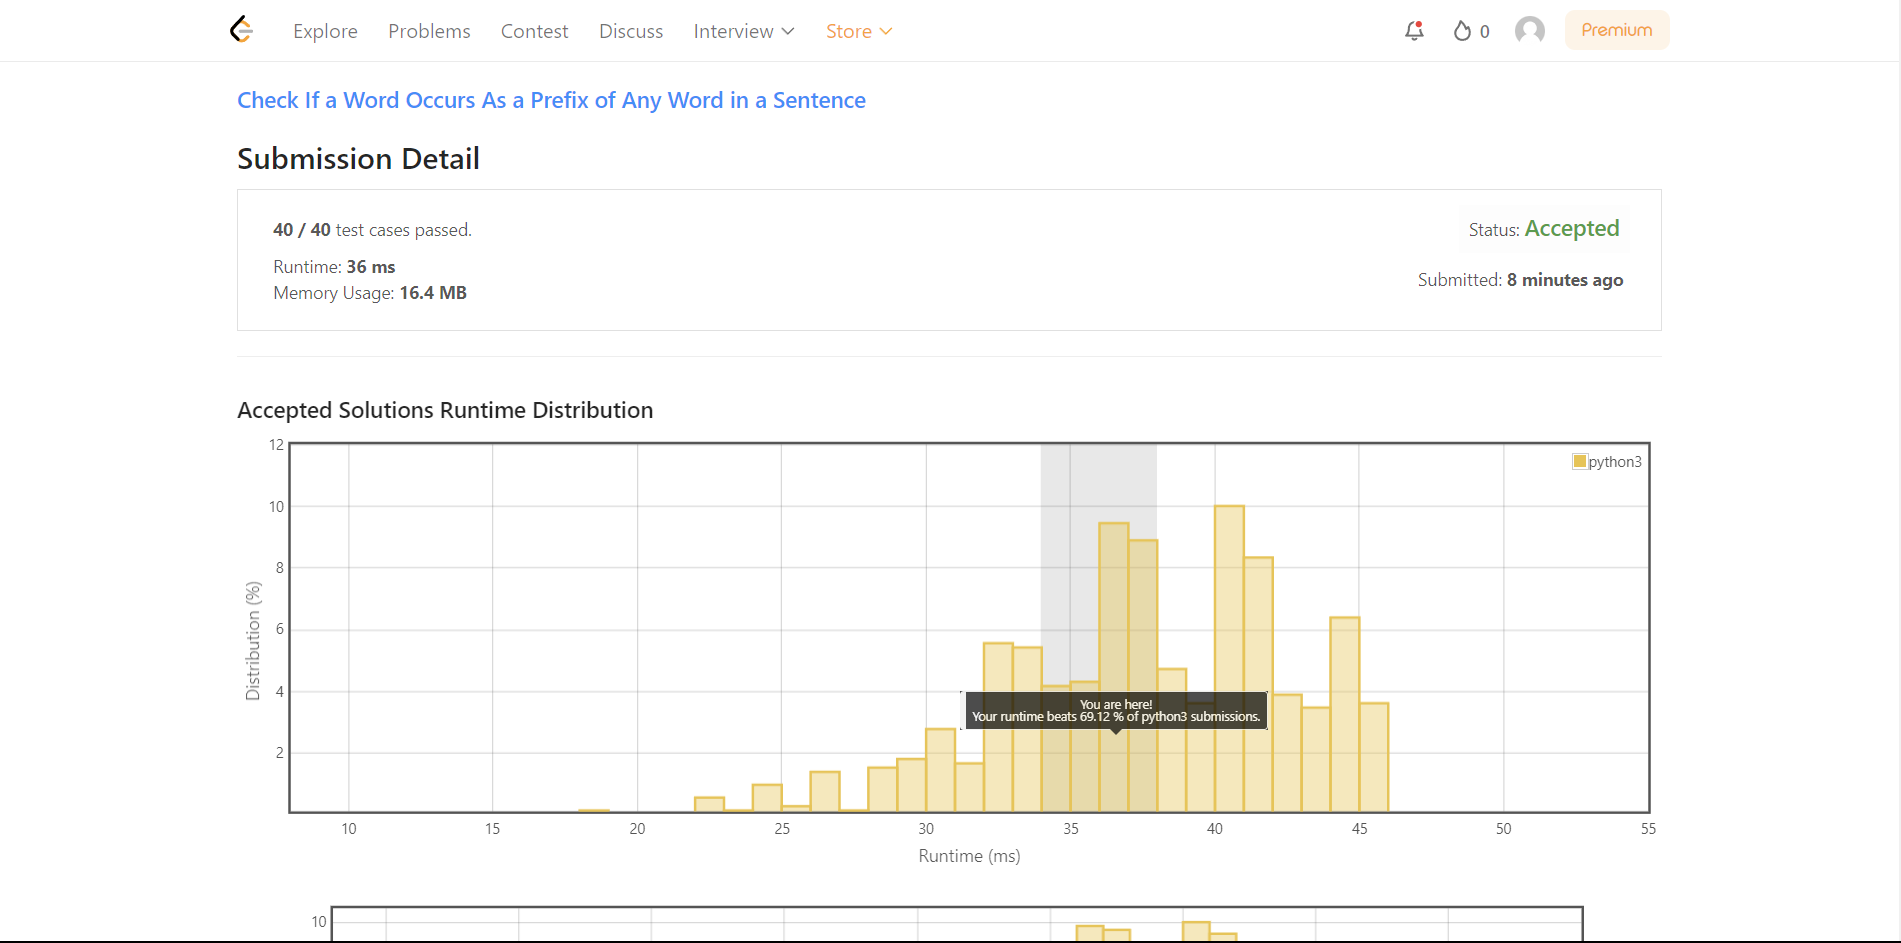 Explore Problems Contest Discuss Interview Store 0 Premium
Check If a Word Occurs As a Prefix of Any Word in a Sentence
Submission Detail
40 / 40 test cases passed.
Status: Accepted
Runtime: 36 ms
Submitted: 8 minutes ago
Memory Usage: 16.4 MB
Accepted Solutions Runtime Distribution
12
python3
10
8
6
4
2
Distribution (%)
You are here!
Your runtime beats 69.12 % of python3 submissions.
10 15 20 25 30 35 40 45 50 55
Runtime (ms)
10